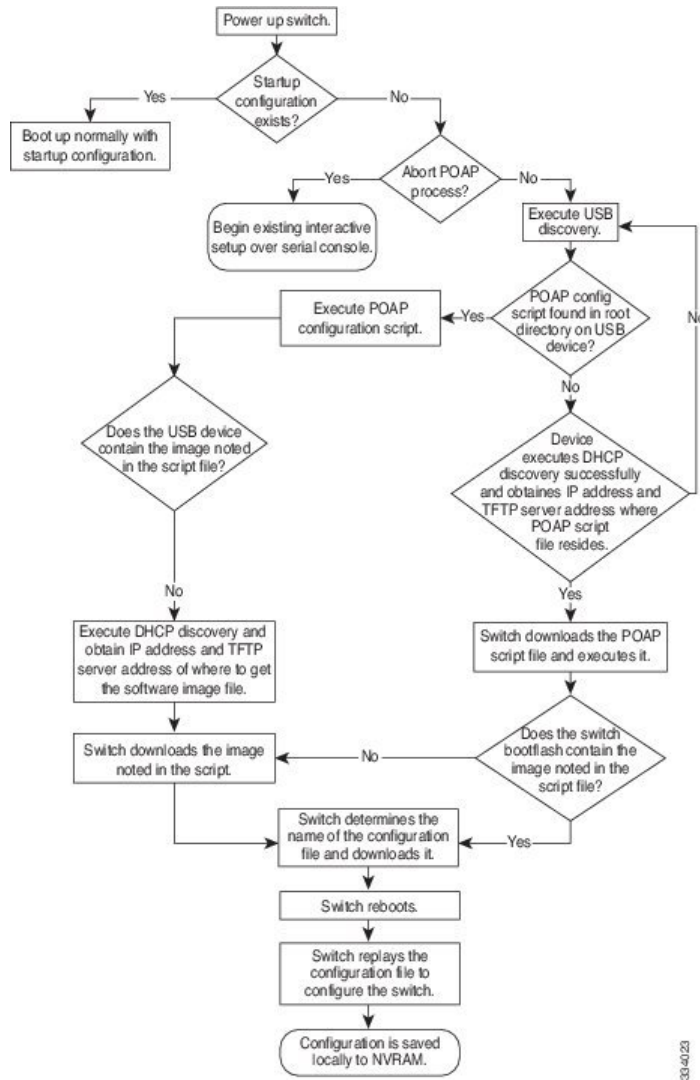 Power up switch.
Startup
configuration
exists?
Yes
No
Boot up normally with
startup configuration.
Abort POAP
process?
Yes
No
Begin existing interactive
setup over serial console.
Execute USB
discovery.
POAP config
script found in root
directory on USB
device?
Yes
No
No
Execute POAP
configuration script.
Does the USB device
contain the image noted
in the script file?
Device
executes DHCP
discovery successfully
and obtaines IP address and
TFTP server address where
POAP script
file resides.
No
Yes
Execute DHCP discovery and
obtain IP address and TFTP
server address of where to get
the software image file.
Switch downloads the POAP
script file and executes it.
Does the switch
bootflash contain the
image noted in the
script file?
No
Yes
Switch downloads the image
noted in the script.
Switch determines the
name of the configuration
file and downloads it.
Switch reboots.
Switch replays the
configuration file to
configure the switch.
Configuration is saved
locally to NVRAM.
334023